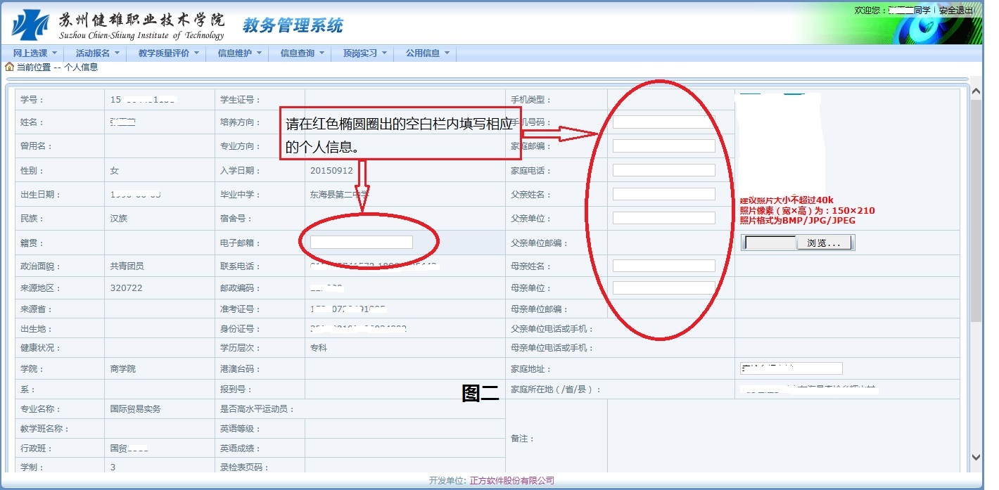 苏州健雄职业技术学院
Suzhou Chien-Shiung Institute of Technology
教务管理系统
欢迎您：同学 | 安全退出
网上选课 活动报名 教学质量评价 信息维护 信息查询 顶岗实习 公用信息
当前位置 -- 个人信息
学号： 学生证号： 手机类型：
姓名： 培养方向： 手机号码：
请在红色椭圆圈出的空白栏内填写相应
的个人信息。
曾用名： 专业方向： 家庭邮编：
性别： 女 入学日期： 20150912 家庭电话：
出生日期： 毕业中学： 东海县第二中学 父亲姓名：
建议照片大小不超过40k
照片像素（宽×高）为：150×210
照片格式为BMP/JPG/JPEG
民族： 汉族 宿舍号： 父亲单位：
籍贯： 电子邮箱： 父亲单位邮编： 浏览...
政治面貌： 共青团员 联系电话： 母亲姓名：
来源地区： 320722 邮政编码： 母亲单位：
来源省： 准考证号： 母亲单位邮编：
出生地： 身份证号： 父亲单位电话或手机：
健康状况： 学历层次： 专科 母亲单位电话或手机：
学院： 商学院 港澳台码： 家庭地址：
系： 报到号： 家庭所在地（/省/县）：
图二
专业名称： 国际贸易实务 是否高水平运动员：
教学班名称： 英语等级： 备注：
行政班： 国贸 英语成绩：
学制： 3 录检表页码：
开发单位: 正方软件股份有限公司